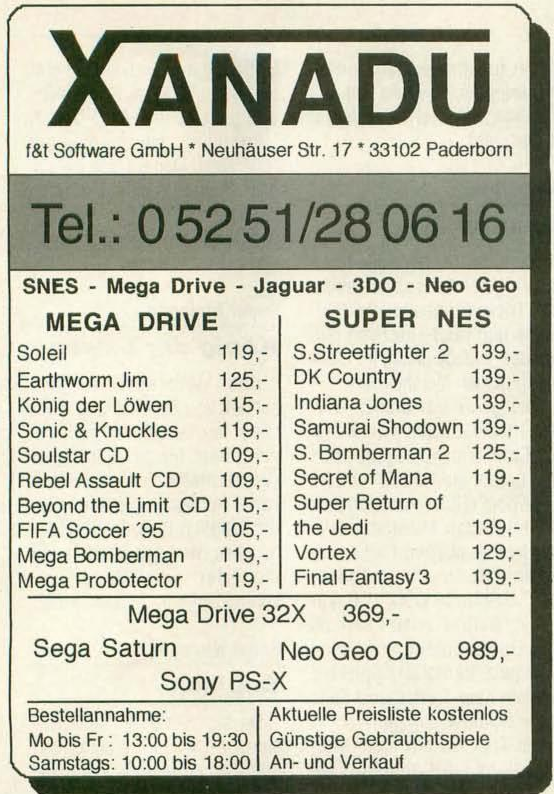 XANADU
f&t Software GmbH * Neuhäuser Str. 17 * 33102 Paderborn
Tel.: 0 52 51/28 06 16
SNES - Mega Drive - Jaguar - 3DO - Neo Geo
MEGA DRIVE
Soleil 119,-
Earthworm Jim 125,-
König der Löwen 115,-
Sonic & Knuckles 119,-
Soulstar CD 109,-
Rebel Assault CD 109,-
Beyond the Limit CD 115,-
FIFA Soccer ´95 105,-
Mega Bomberman 119,-
Mega Probotector 119,-
SUPER NES
S.Streetfighter 2 139,-
DK Country 139,-
Indiana Jones 139,-
Samurai Shodown 139,-
S. Bomberman 2 125,-
Secret of Mana 119,-
Super Return of
the Jedi 139,-
Vortex 129,-
Final Fantasy 3 139,-
Mega Drive 32X 369,-
Sega Saturn Neo Geo CD 989,-
Sony PS-X
Bestellannahme:
Mo bis Fr : 13:00 bis 19:30
Samstags: 10:00 bis 18:00
Aktuelle Preisliste kostenlos
Günstige Gebrauchtspiele
An- und Verkauf